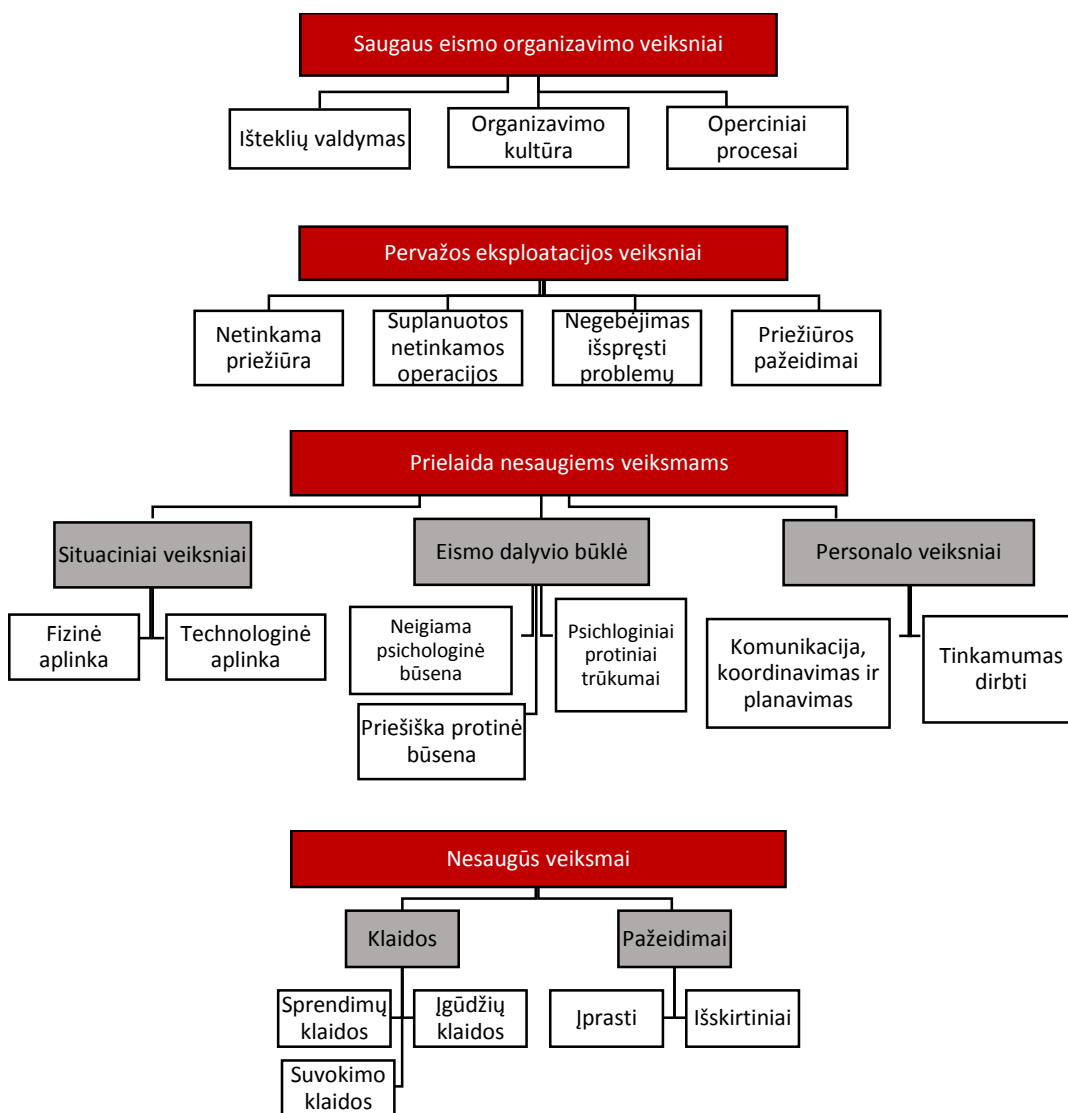 Saugaus eismo organizavimo veiksniai
Išteklių valdymas
Organizavimo
kultūra
Operciniai
procesai
Pervažos eksploatacijos veiksniai
Netinkama
priežiūra
Suplanuotos
netinkamos
operacijos
Negebėjimas
išspręsti
problemų
Priežiūros
pažeidimai
Prielaida nesaugiems veiksmams
Situaciniai veiksniai
Eismo dalyvio būklė
Personalo veiksniai
Fizinė
aplinka
Technologinė
aplinka
Neigiama
psichologinė
būsena
Psichloginiai
protiniai
trūkumai
Priešiška protinė
būsena
Komunikacija,
koordinavimas ir
planavimas
Tinkamumas
dirbti
Nesaugūs veiksmai
Klaidos
Pažeidimai
Sprendimų
klaidos
Įgūdžių
klaidos
Suvokimo
klaidos
Įprasti
Išskirtiniai